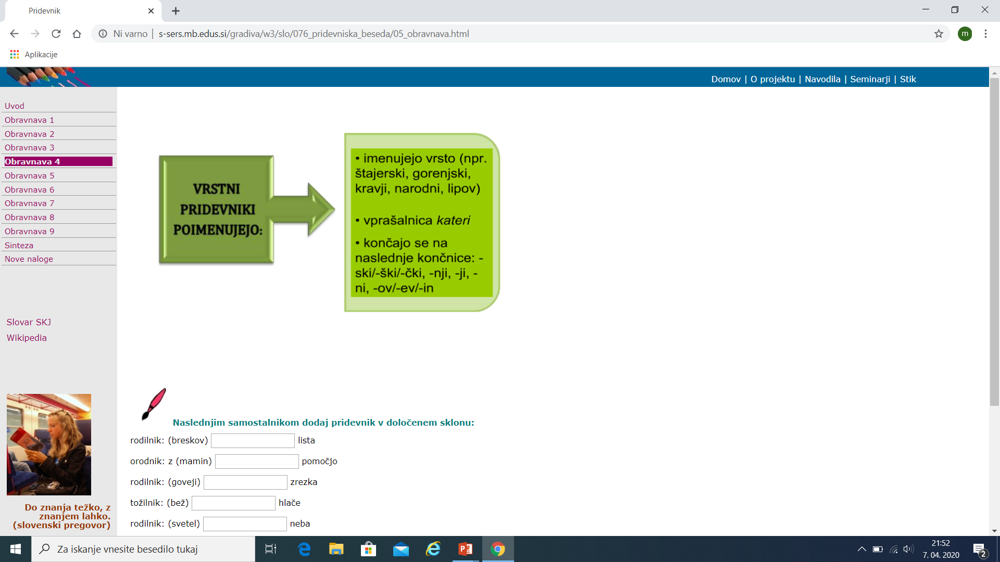 Pridevnik
Ni varno | s-sers.mb.edus.si/gradiva/w3/slo/076_pridevniska_beseda/05_obravnava.html
m
Aplikacije
Domov | O projektu | Navodila | Seminarji | Stik
Uvod
Obravnava 1
Obravnava 2
Obravnava 3
Obravnava 4
Obravnava 5
Obravnava 6
Obravnava 7
Obravnava 8
Obravnava 9
Sinteza
Nove naloge
Slovar SKJ
Wikipedia
Do znanja težko, z
znanjem lahko.
(slovenski pregovor)
VRSTNI
PRIDEVNIKI
POIMENUJEJO:
• imenujejo vrsto (npr.
štajerski, gorenjski,
kravji, narodni, lipov)
• vprašalnica kateri
• končajo se na
naslednje končnice: -
ski/-ški/-čki, -nji, -ji, -
ni, -ov/-ev/-in
Naslednjim samostalnikom dodaj pridevnik v določenem sklonu:
rodilnik: (breskov) lista
orodnik: z (mamin) pomočjo
rodilnik: (goveji) zrezka
tožilnik: (bež) hlače
rodilnik: (svetel) neba
Za iskanje vnesite besedilo tukaj
21:52
7. 04. 2020
2